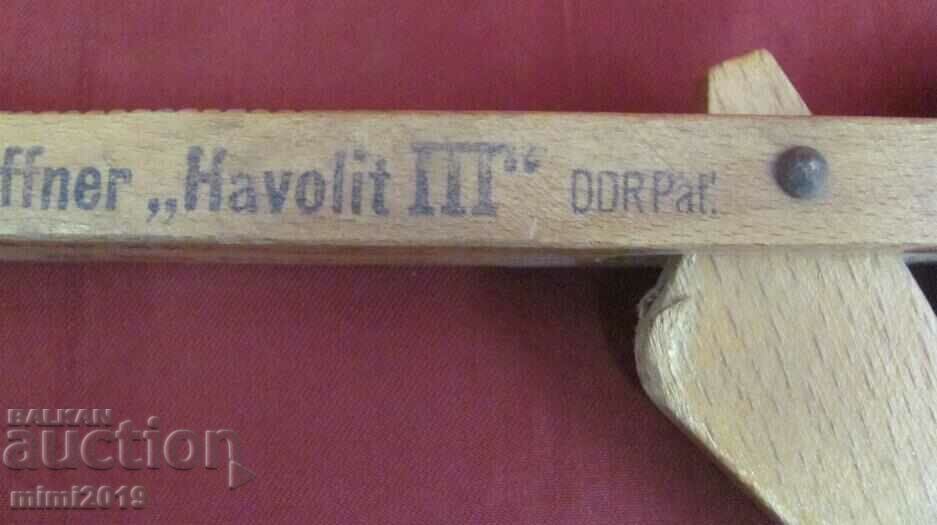 ffner „Havolit III“ DDR Pat.
BALKAN
auction
mimi2019